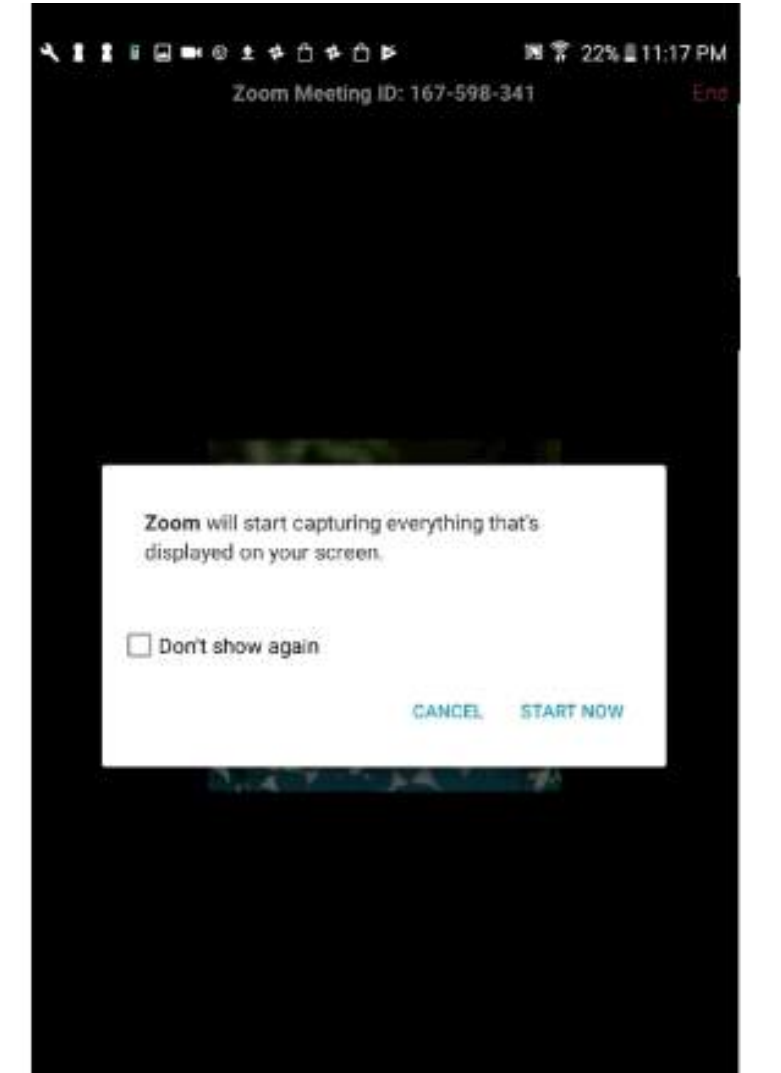 22% 11:17 PM
Zoom Meeting ID: 167-598-341 End
Zoom will start capturing everything that's
displayed on your screen.
Don't show again
CANCEL START NOW